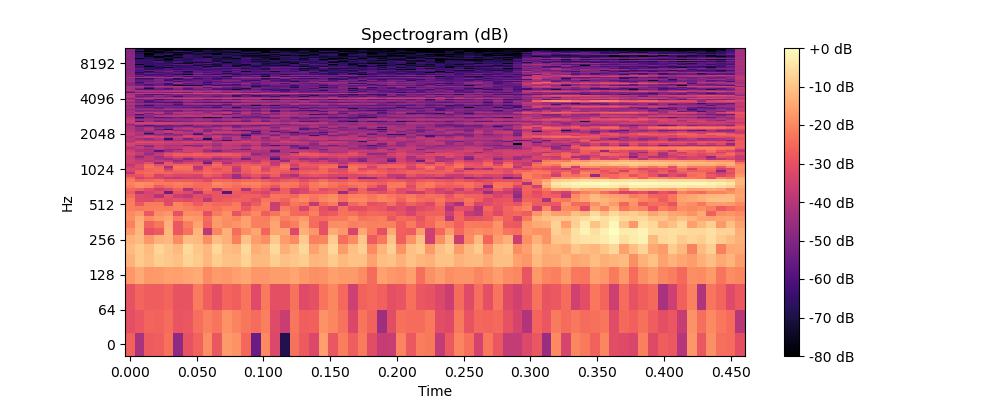 Spectrogram (dB)
8192
4096
2048
1024
512
256
128
64
0
Hz
0.000 0.050 0.100 0.150 0.200 0.250 0.300 0.350 0.400 0.450
Time
+0 dB
-10 dB
-20 dB
-30 dB
-40 dB
-50 dB
-60 dB
-70 dB
-80 dB